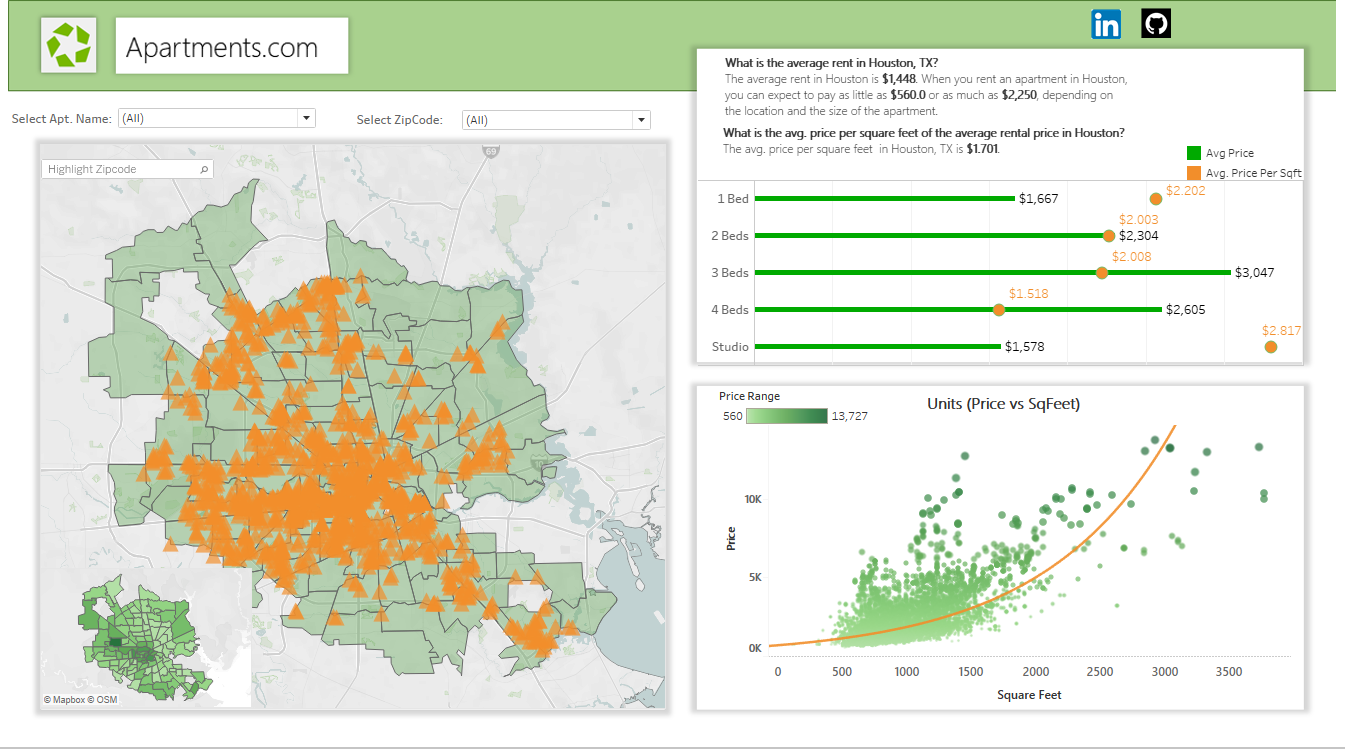 Apartments.com
What is the average rent in Houston, TX?
The average rent in Houston is $1,448. When you rent an apartment in Houston,
you can expect to pay as little as $560.0 or as much as $2,250, depending on
the location and the size of the apartment.
What is the avg. price per square feet of the average rental price in Houston?
The avg. price per square feet in Houston, TX is $1.701.
Select Apt. Name: (All)
Select ZipCode: (All)
Highlight Zipcode
69
© Mapbox © OSM
Avg Price
Avg. Price Per Sqft
1 Bed $1,667 $2.202
2 Beds $2,304 $2.003
3 Beds $3,047 $2.008
4 Beds $2,605 $1.518
Studio $1,578 $2.817
Price Range
560 13,727
Units (Price vs SqFeet)
Price
10K
5K
0K
0 500 1000 1500 2000 2500 3000 3500
Square Feet